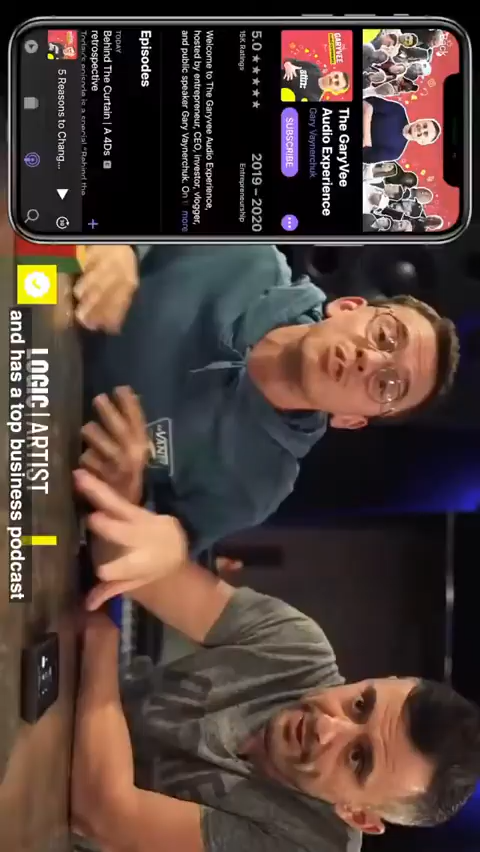 GARYVEE
The GaryVee
Audio Experience
Gary Vaynerchuk
SUBSCRIBE
5.0 ★★★★★
15K Ratings
2019 – 2020
Entrepreneurship
Welcome to The Garyvee Audio Experience,
hosted by entrepreneur, CEO, investor, vlogger,
and public speaker Gary Vaynerchuk. On t more
Episodes
TODAY
Behind The Curtain | A 4Ds
retrospective
5 Reasons to Chang...
VANS
LOGIC | ARTIST
and has a top business podcast